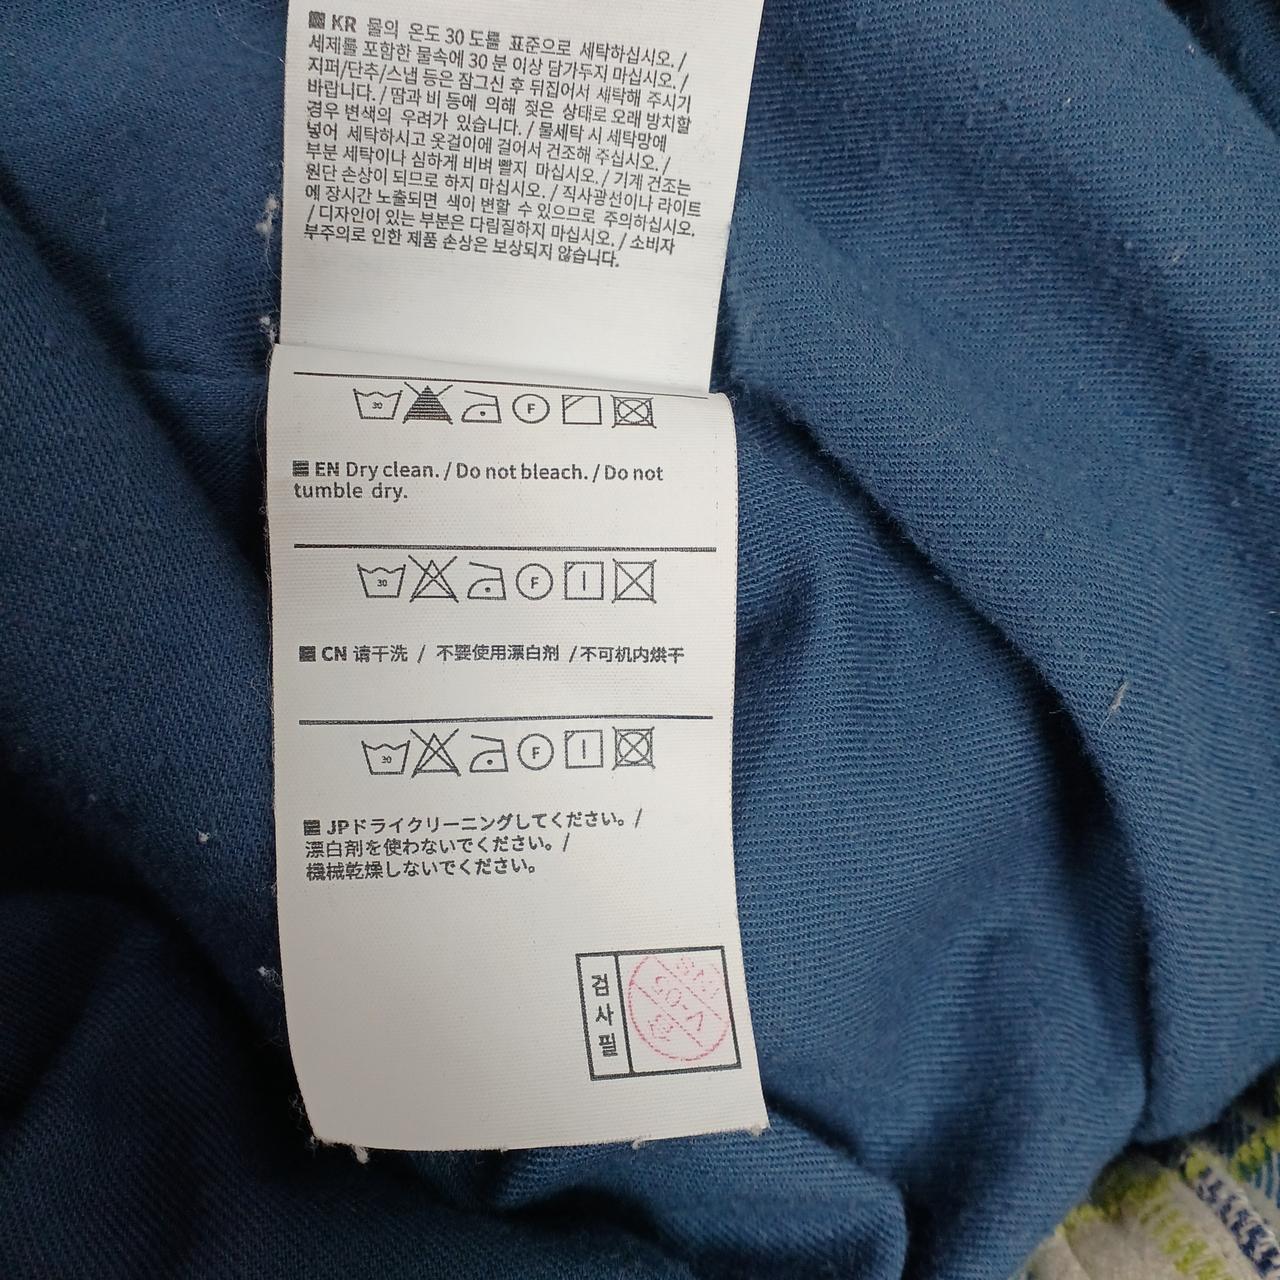 KR 물의 온도 30 도를 표준으로 세탁하십시오. /
세제를 포함한 물속에 30 분 이상 담가두지 마십시오. /
지퍼/단추/스냅 등은 잠그신 후 뒤집어서 세탁해 주시기
바랍니다. / 땀과 비 등에 의해 젖은 상태로 오래 방치할
경우 변색의 우려가 있습니다. / 물세탁 시 세탁망에
넣어 세탁하시고 옷걸이에 걸어서 건조해 주십시오. /
부분 세탁이나 심하게 비벼 빨지 마십시오. / 기계 건조는
원단 손상이 되므로 하지 마십시오. / 직사광선이나 라이트
에 장시간 노출되면 색이 변할 수 있으므로 주의하십시오.
/ 디자인이 있는 부분은 다림질하지 마십시오. / 소비자
부주의로 인한 제품 손상은 보상되지 않습니다.
30 F
EN Dry clean. / Do not bleach. / Do not
tumble dry.
30 F
CN 请干洗 / 不要使用漂白剂 / 不可机内烘干
30 F
JPドライクリーニングしてください。 /
漂白剤を使わないでください。 /
機械乾燥しないでください。
검사필